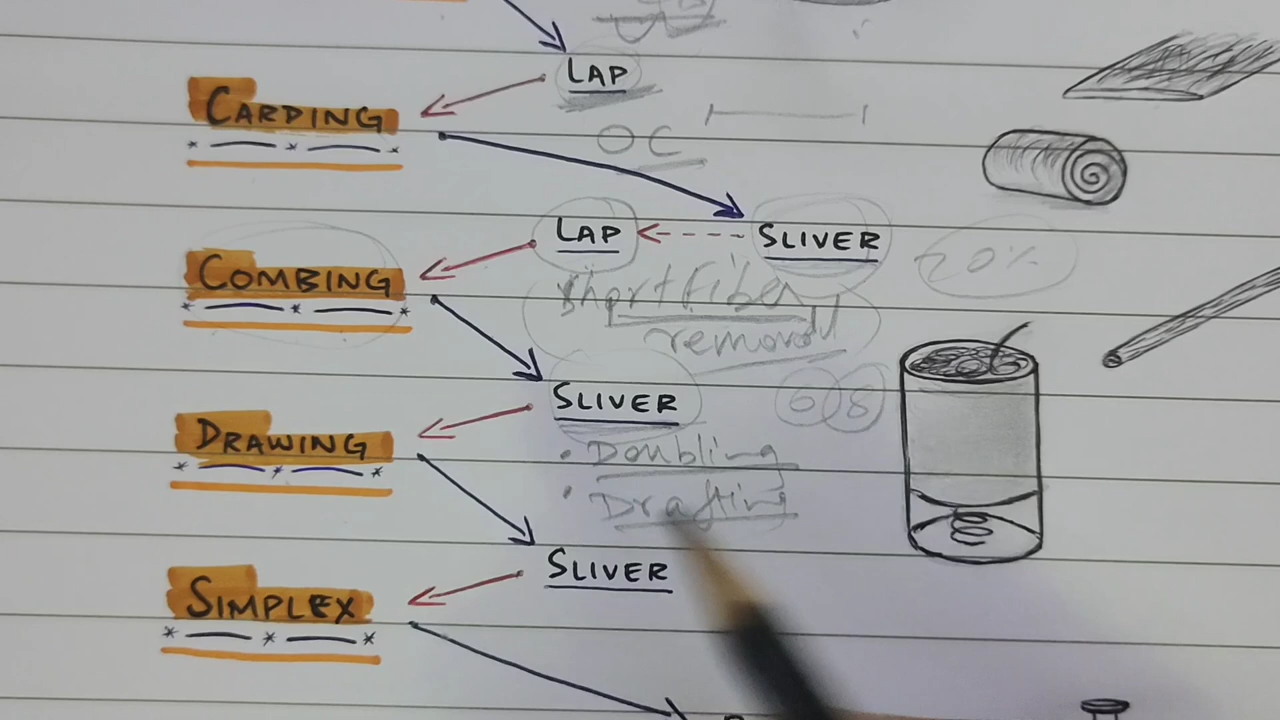 LAP
CARDING
OC
LAP SLIVER
COMBING
20%
short Fiber
removal
SLIVER
6 8
DRAWING
• Doubling
• Drafting
SLIVER
SIMPLEX